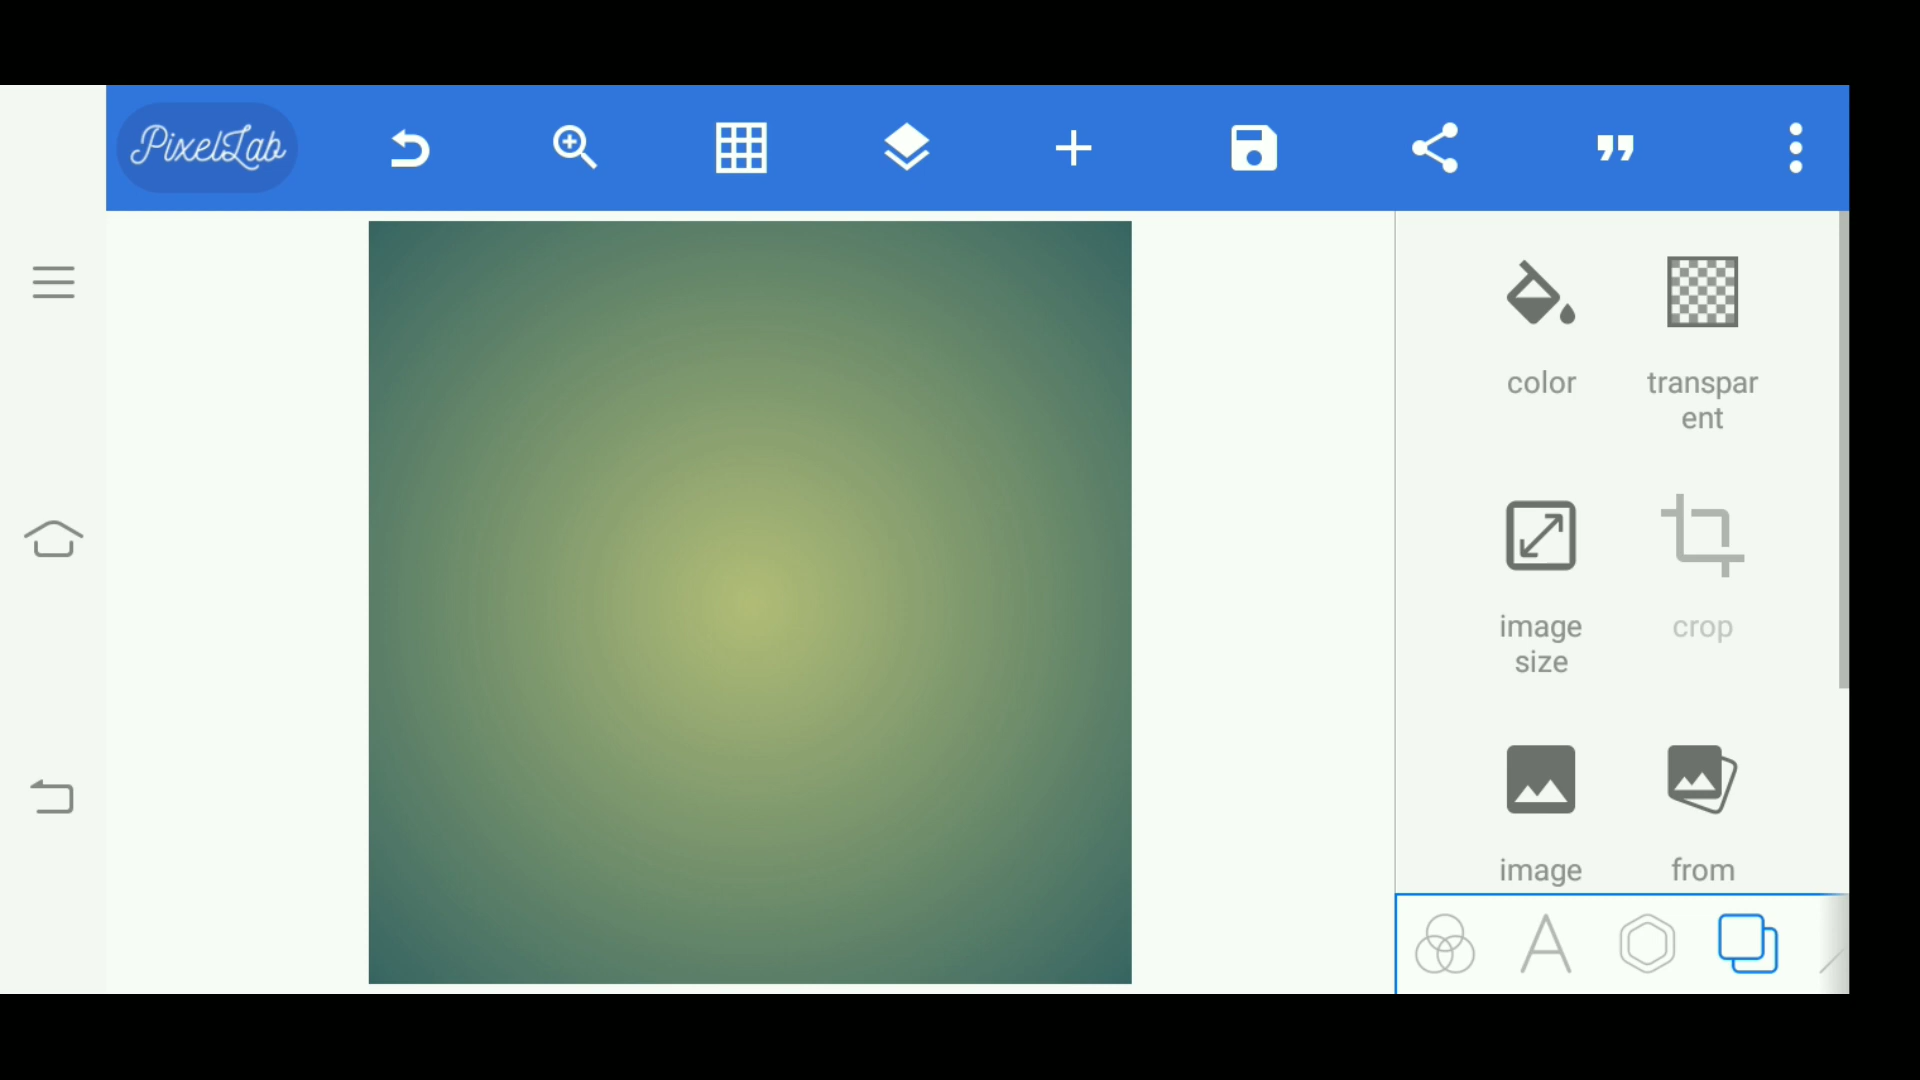 PixelLab
color
transpar
ent
image
size
crop
image
from